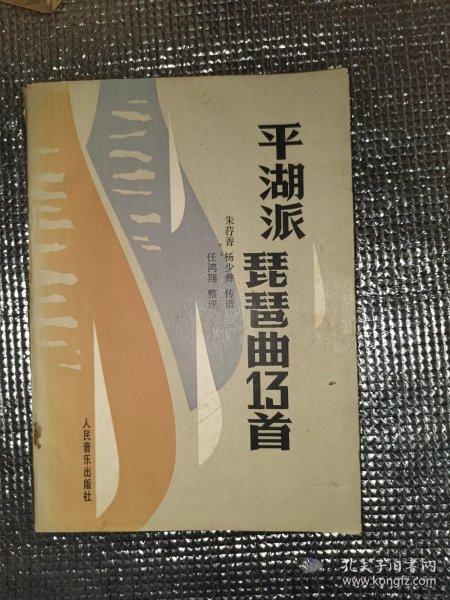 平湖派
琵琶曲13首
朱荇菁 杨少彝 传谱
任鸿翔 整理
人民音乐出版社
孔夫子旧书网
www.kongfz.com